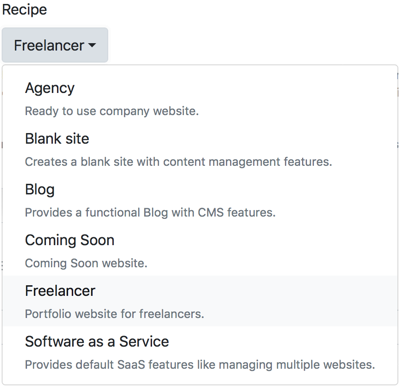 Recipe
Freelancer
Agency
Ready to use company website.
Blank site
Creates a blank site with content management features.
Blog
Provides a functional Blog with CMS features.
Coming Soon
Coming Soon website.
Freelancer
Portfolio website for freelancers.
Software as a Service
Provides default SaaS features like managing multiple websites.